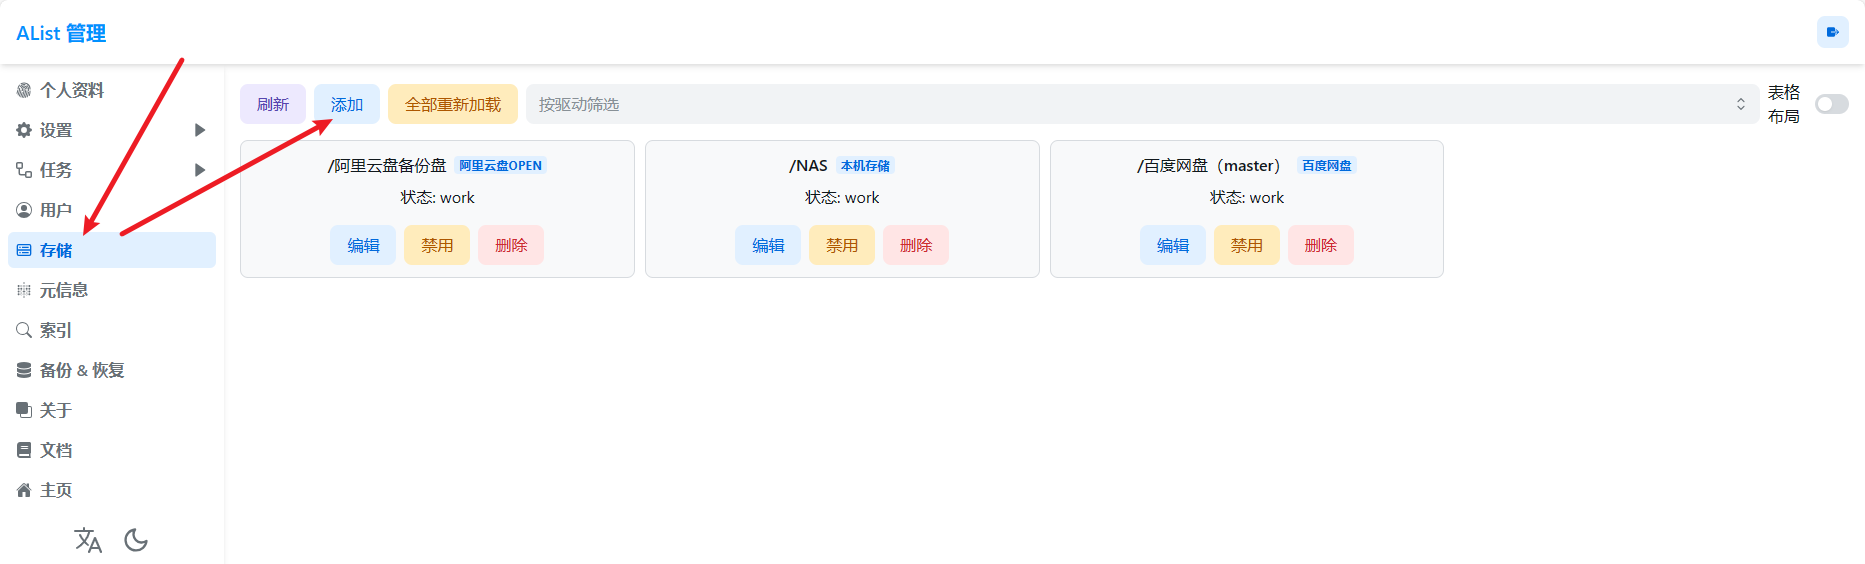 AList 管理
个人资料
设置
任务
用户
存储
元信息
索引
备份 & 恢复
关于
文档
主页
刷新
添加
全部重新加载
按驱动筛选
表格
布局
/阿里云盘备份盘 阿里云盘OPEN
状态: work
编辑 禁用 删除
/NAS 本机存储
状态: work
编辑 禁用 删除
/百度网盘（master） 百度网盘
状态: work
编辑 禁用 删除